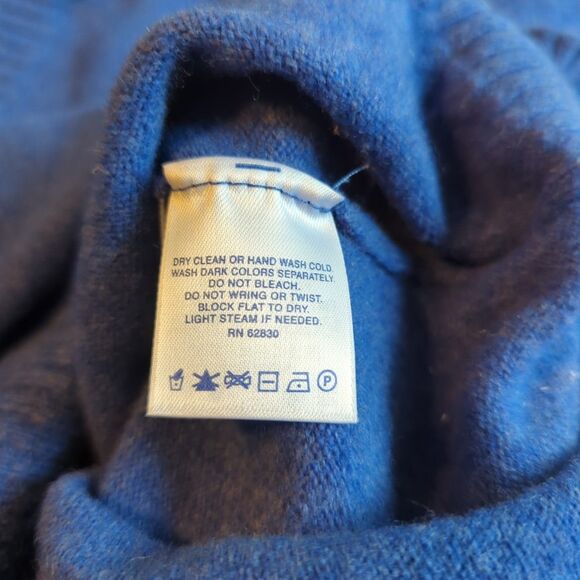 DRY CLEAN OR HAND WASH COLD.
WASH DARK COLORS SEPARATELY.
DO NOT BLEACH.
DO NOT WRING OR TWIST.
BLOCK FLAT TO DRY.
LIGHT STEAM IF NEEDED.
RN 62830
P